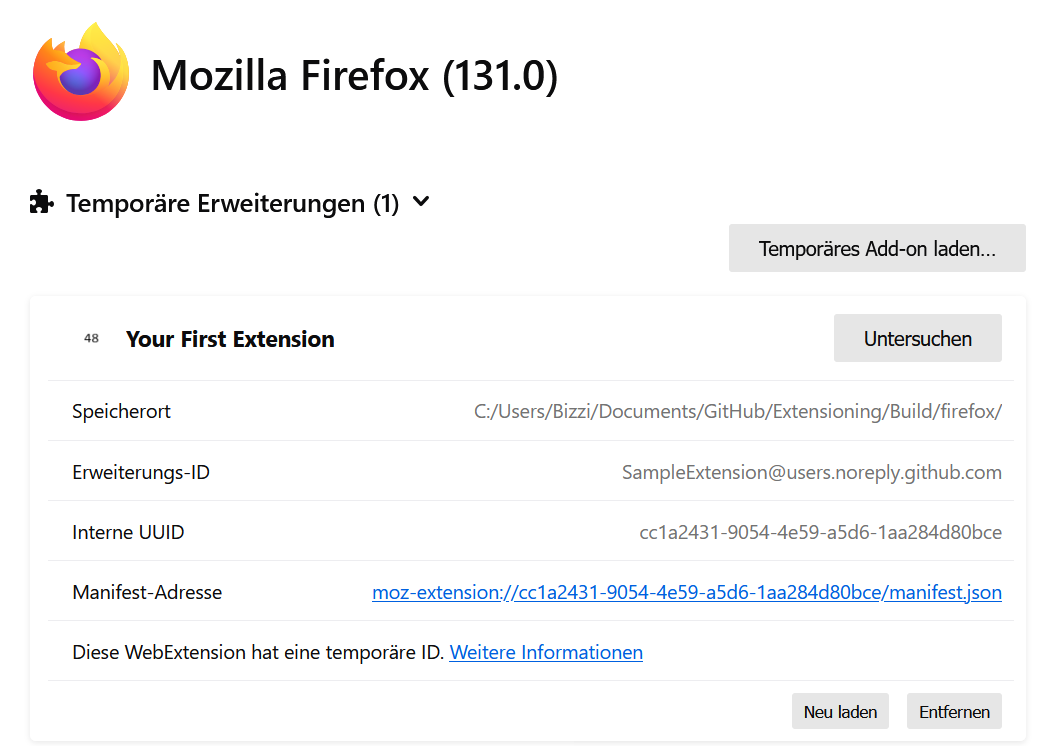 Mozilla Firefox (131.0)
Temporäre Erweiterungen (1)
Temporäres Add-on laden...
48 Your First Extension Untersuchen
Speicherort C:/Users/Bizzi/Documents/GitHub/Extensioning/Build/firefox/
Erweiterungs-ID SampleExtension@users.noreply.github.com
Interne UUID cc1a2431-9054-4e59-a5d6-1aa284d80bce
Manifest-Adresse moz-extension://cc1a2431-9054-4e59-a5d6-1aa284d80bce/manifest.json
Diese WebExtension hat eine temporäre ID. Weitere Informationen
Neu laden Entfernen